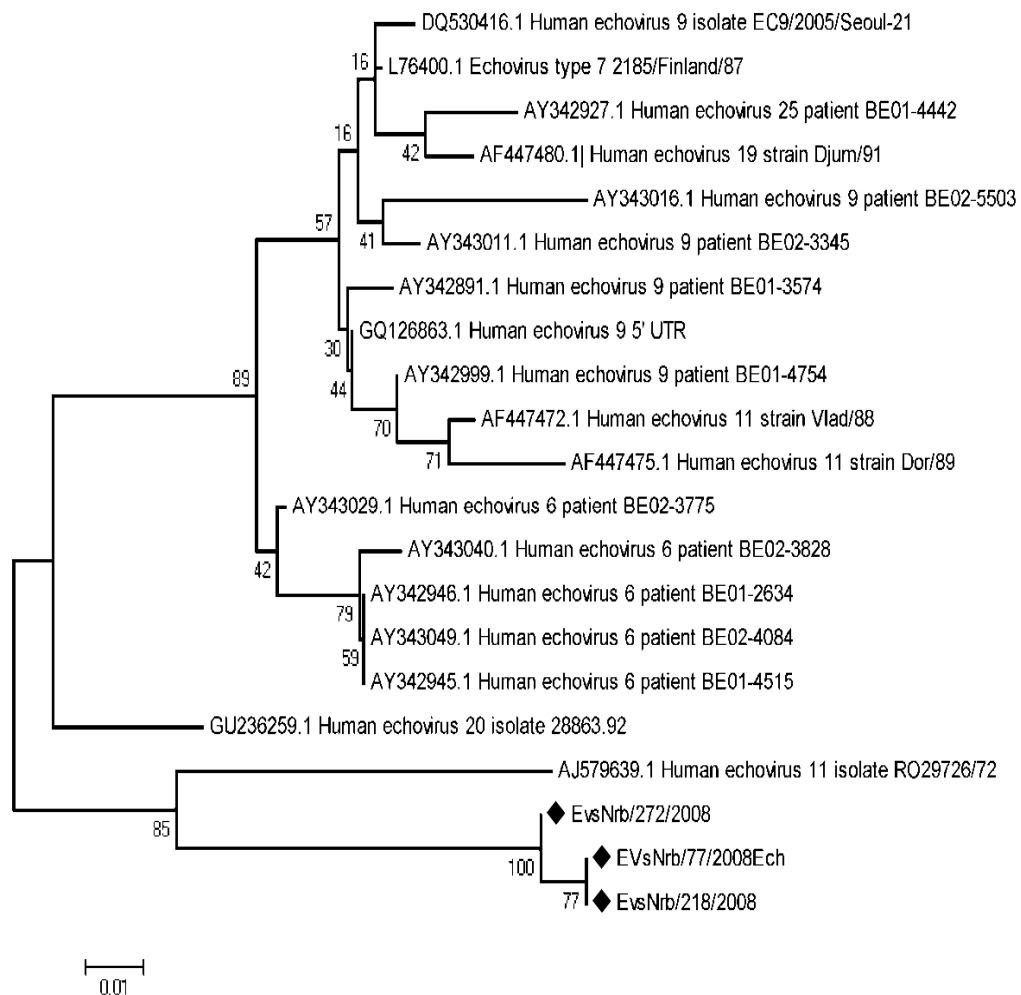 DQ530416.1 Human echovirus 9 isolate EC9/2005/Seoul-21
16
L76400.1 Echovirus type 7 2185/Finland/87
AY342927.1 Human echovirus 25 patient BE01-4442
16
42
AF447480.1| Human echovirus 19 strain Djum/91
AY343016.1 Human echovirus 9 patient BE02-5503
57
41
AY343011.1 Human echovirus 9 patient BE02-3345
AY342891.1 Human echovirus 9 patient BE01-3574
GQ126863.1 Human echovirus 9 5' UTR
30
89
44
AY342999.1 Human echovirus 9 patient BE01-4754
70
AF447472.1 Human echovirus 11 strain Vlad/88
71
AF447475.1 Human echovirus 11 strain Dor/89
AY343029.1 Human echovirus 6 patient BE02-3775
42
AY343040.1 Human echovirus 6 patient BE02-3828
AY342946.1 Human echovirus 6 patient BE01-2634
79
AY343049.1 Human echovirus 6 patient BE02-4084
59
AY342945.1 Human echovirus 6 patient BE01-4515
GU236259.1 Human echovirus 20 isolate 28863.92
AJ579639.1 Human echovirus 11 isolate RO29726/72
85
EvsNrb/272/2008
100
EVsNrb/77/2008Ech
77
EvsNrb/218/2008
0.01